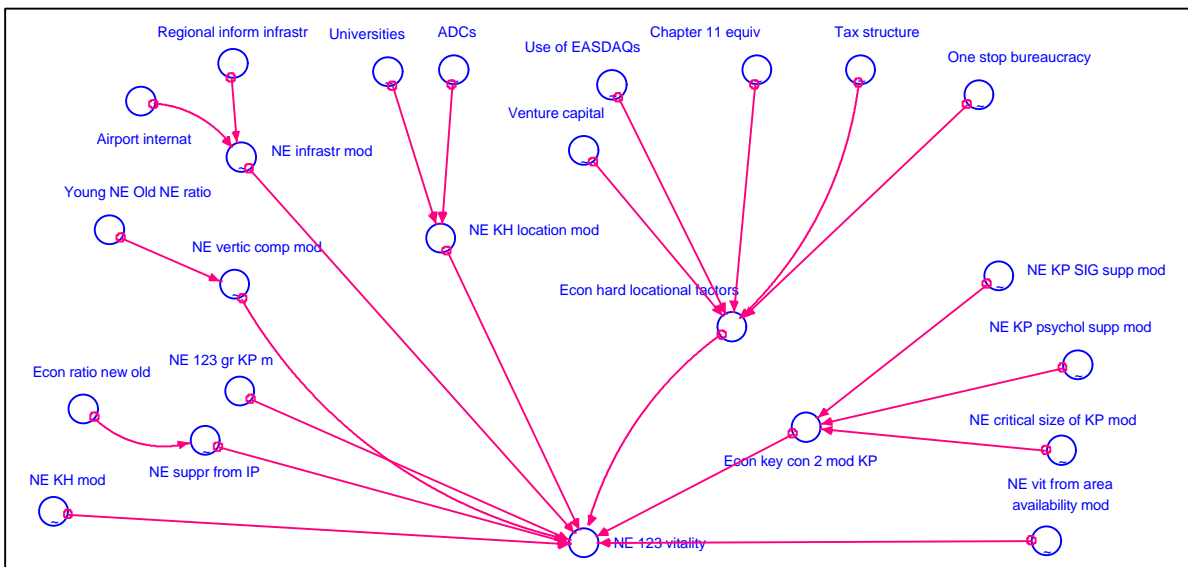 Regional inform infrastr
Universities
ADCs
Use of EASDAQs
Chapter 11 equiv
Tax structure
One stop bureaucracy
Venture capital
Airport internat
NE infrastr mod
Young NE Old NE ratio
NE vertic comp mod
NE KH location mod
Econ hard locational factors
NE KP SIG supp mod
NE KP psychol supp mod
NE 123 gr KP m
Econ ratio new old
NE critical size of KP mod
NE suppr from IP
Econ key con 2 mod KP
NE KH mod
NE vit from area
availability mod
NE 123 vitality